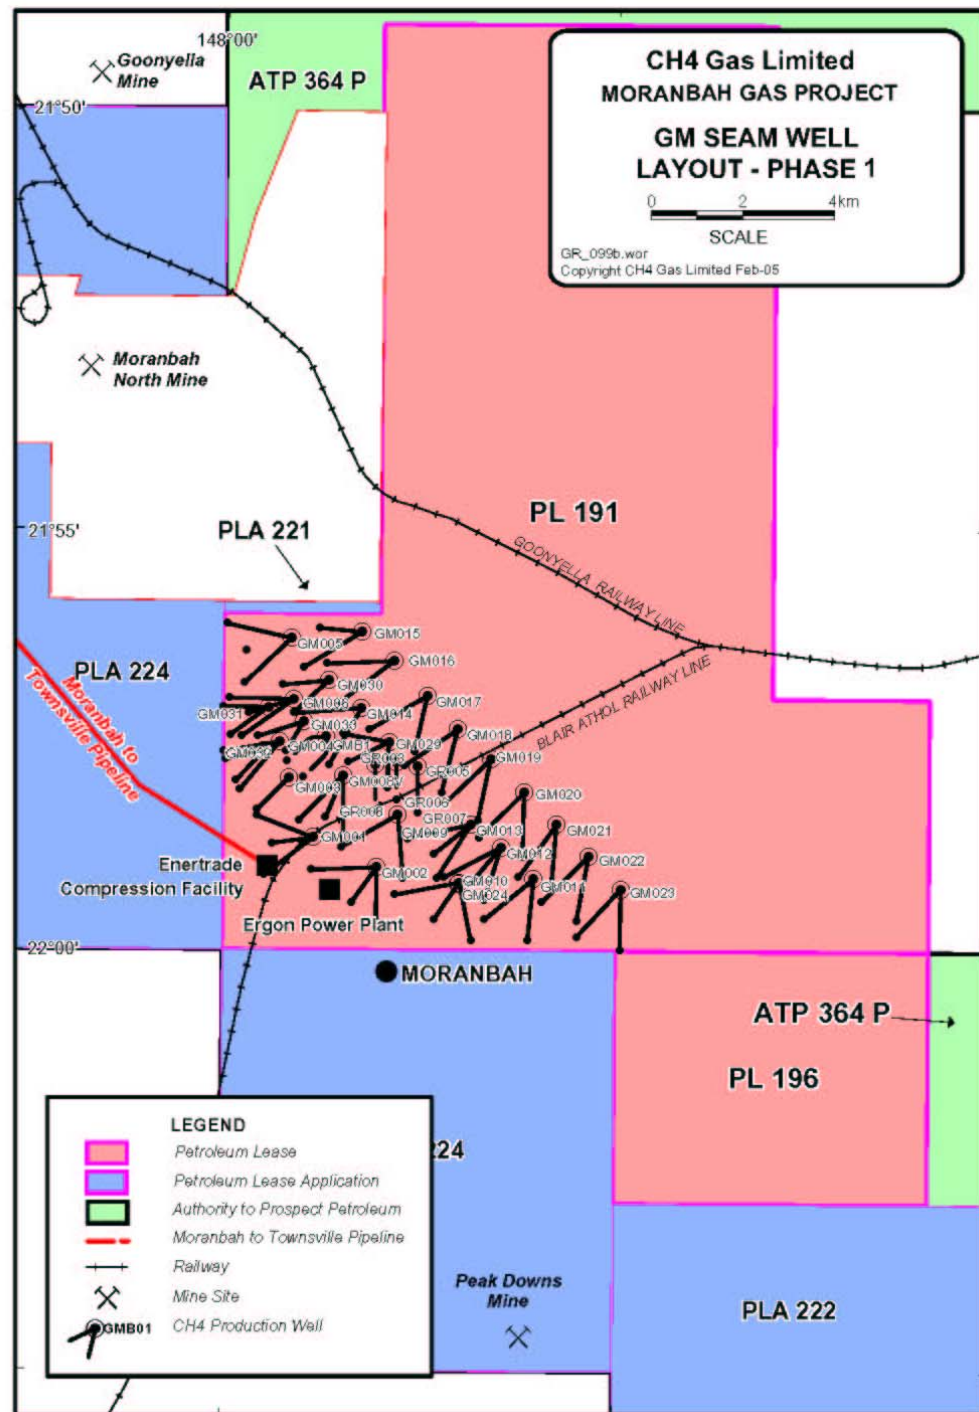 148°00'
Goonyella
Mine
ATP 364 P
21°50'
CH4 Gas Limited
MORANBAH GAS PROJECT
GM SEAM WELL
LAYOUT - PHASE 1
0 2 4km
SCALE
GR_099b.wor
Copyright CH4 Gas Limited Feb-05
Moranbah
North Mine
PL 191
PLA 221
21°55'
GOONYELLA RAILWAY LINE
BLAIR ATHOL RAILWAY LINE
PLA 224
Moranbah to
Townsville Pipeline
GM005
GM015
GM016
GM030
GM006
GM017
GM031
GM014
GM033
GM018
GM004
GMB1
GM029
GM019
GR005
GM003
GM008V
GM020
GR006
GR007
GM009
GM013
GM021
GM001
GM012
GM022
GM002
GM010
GM011
GM024
GM023
Enertrade
Compression Facility
Ergon Power Plant
22°00'
MORANBAH
ATP 364 P
PL 196
224
LEGEND
Petroleum Lease
Petroleum Lease Application
Authority to Prospect Petroleum
Moranbah to Townsville Pipeline
Railway
Mine Site
GMB01 CH4 Production Well
Peak Downs
Mine
PLA 222